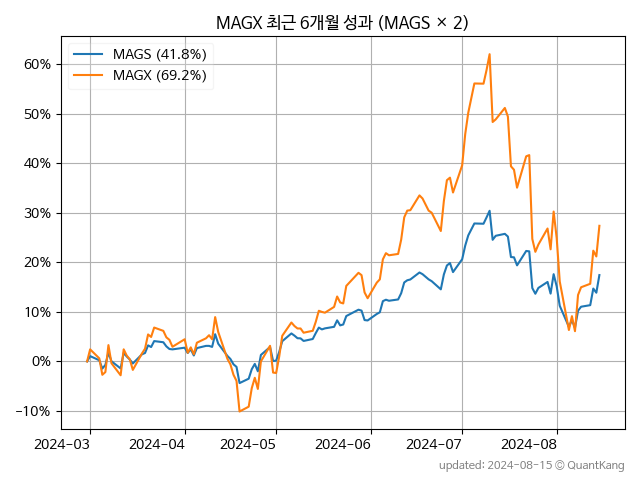 MAGX 최근 6개월 성과 (MAGS × 2)
MAGS (41.8%)
MAGX (69.2%)
60%
50%
40%
30%
20%
10%
0%
−10%
2024-03 2024-04 2024-05 2024-06 2024-07 2024-08
updated: 2024-08-15 © QuantKang